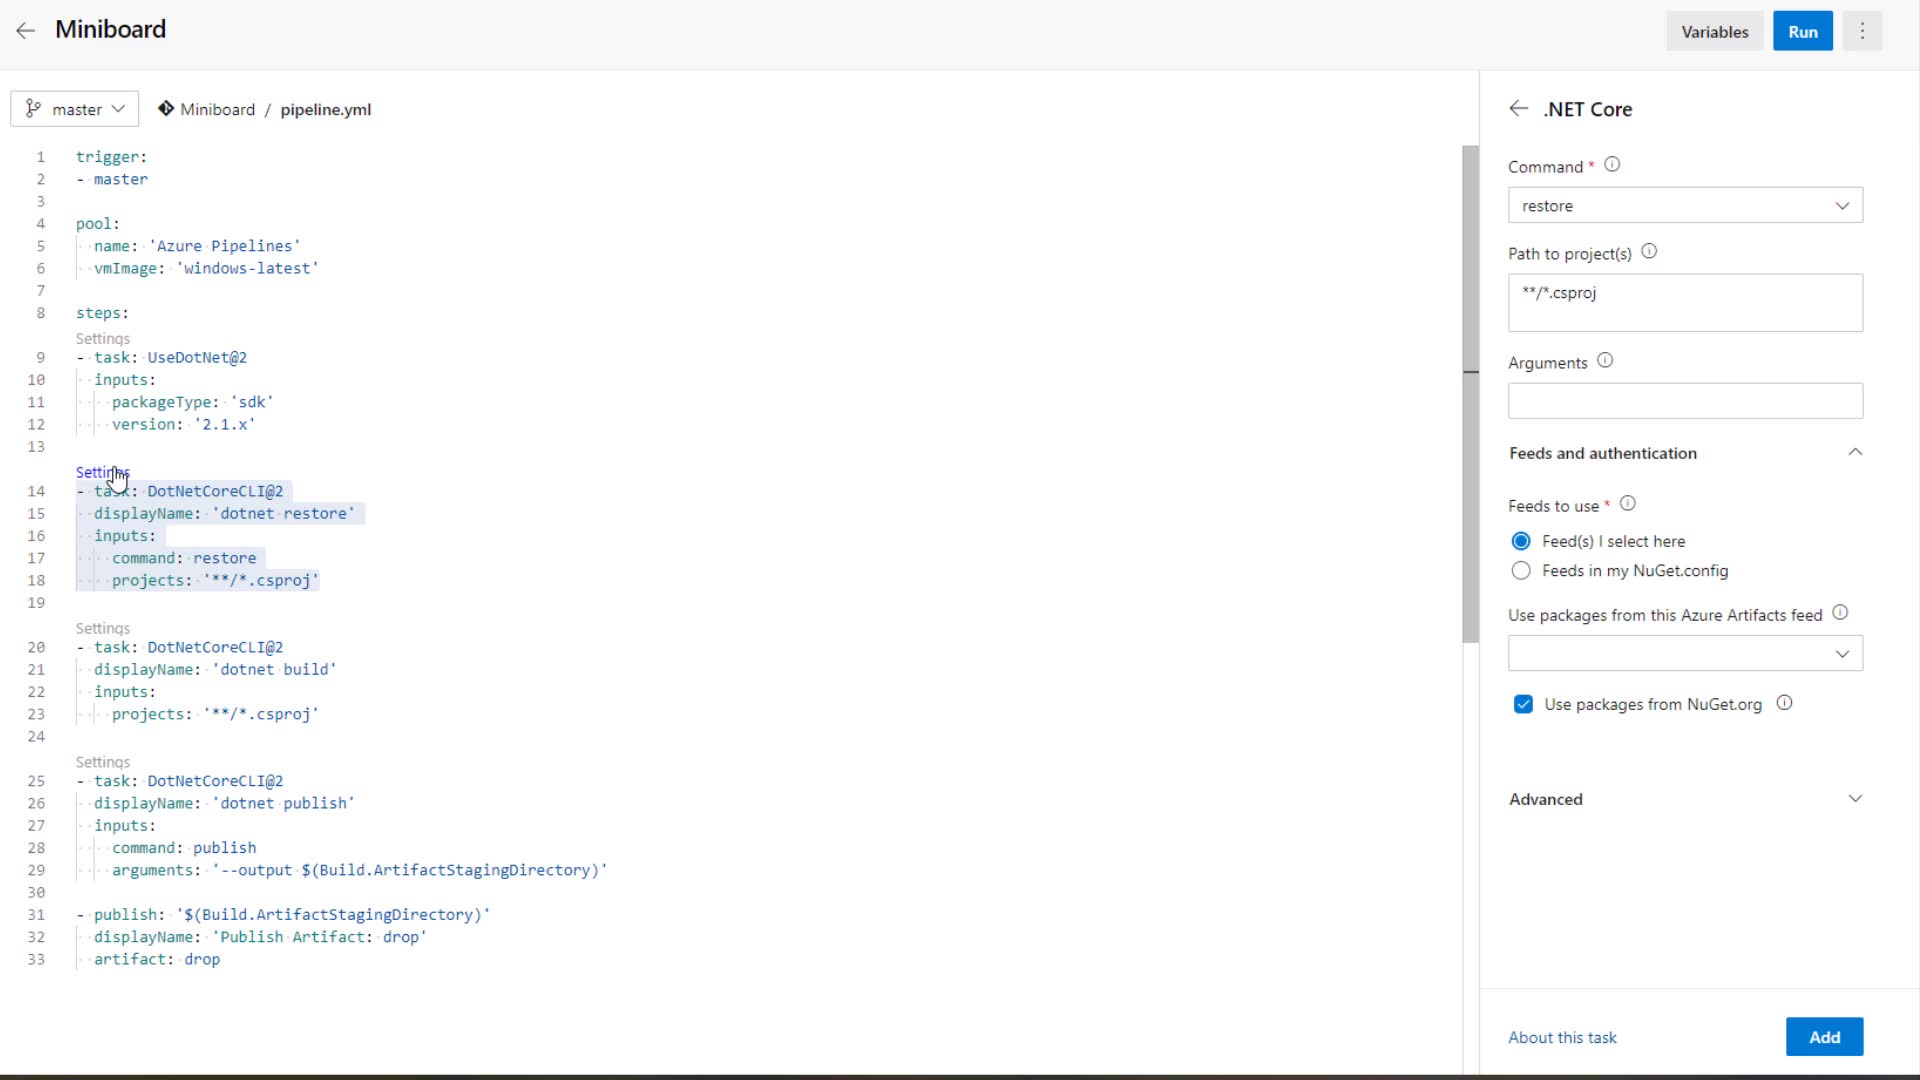 Miniboard
Variables
Run
master
Miniboard / pipeline.yml
1 trigger:
2 - master
3
4 pool:
5 name: 'Azure Pipelines'
6 vmImage: 'windows-latest'
7
8 steps:
Settings
9 - task: UseDotNet@2
10 inputs:
11 packageType: 'sdk'
12 version: '2.1.x'
13
Settings
14 - task: DotNetCoreCLI@2
15 displayName: 'dotnet restore'
16 inputs:
17 command: restore
18 projects: '**/*.csproj'
19
Settings
20 - task: DotNetCoreCLI@2
21 displayName: 'dotnet build'
22 inputs:
23 projects: '**/*.csproj'
24
Settings
25 - task: DotNetCoreCLI@2
26 displayName: 'dotnet publish'
27 inputs:
28 command: publish
29 arguments: '--output $(Build.ArtifactStagingDirectory)'
30
31 - publish: '$(Build.ArtifactStagingDirectory)'
32 displayName: 'Publish Artifact: drop'
33 artifact: drop
.NET Core
Command *
restore
Path to project(s)
**/*.csproj
Arguments
Feeds and authentication
Feeds to use *
Feed(s) I select here
Feeds in my NuGet.config
Use packages from this Azure Artifacts feed
Use packages from NuGet.org
Advanced
About this task
Add